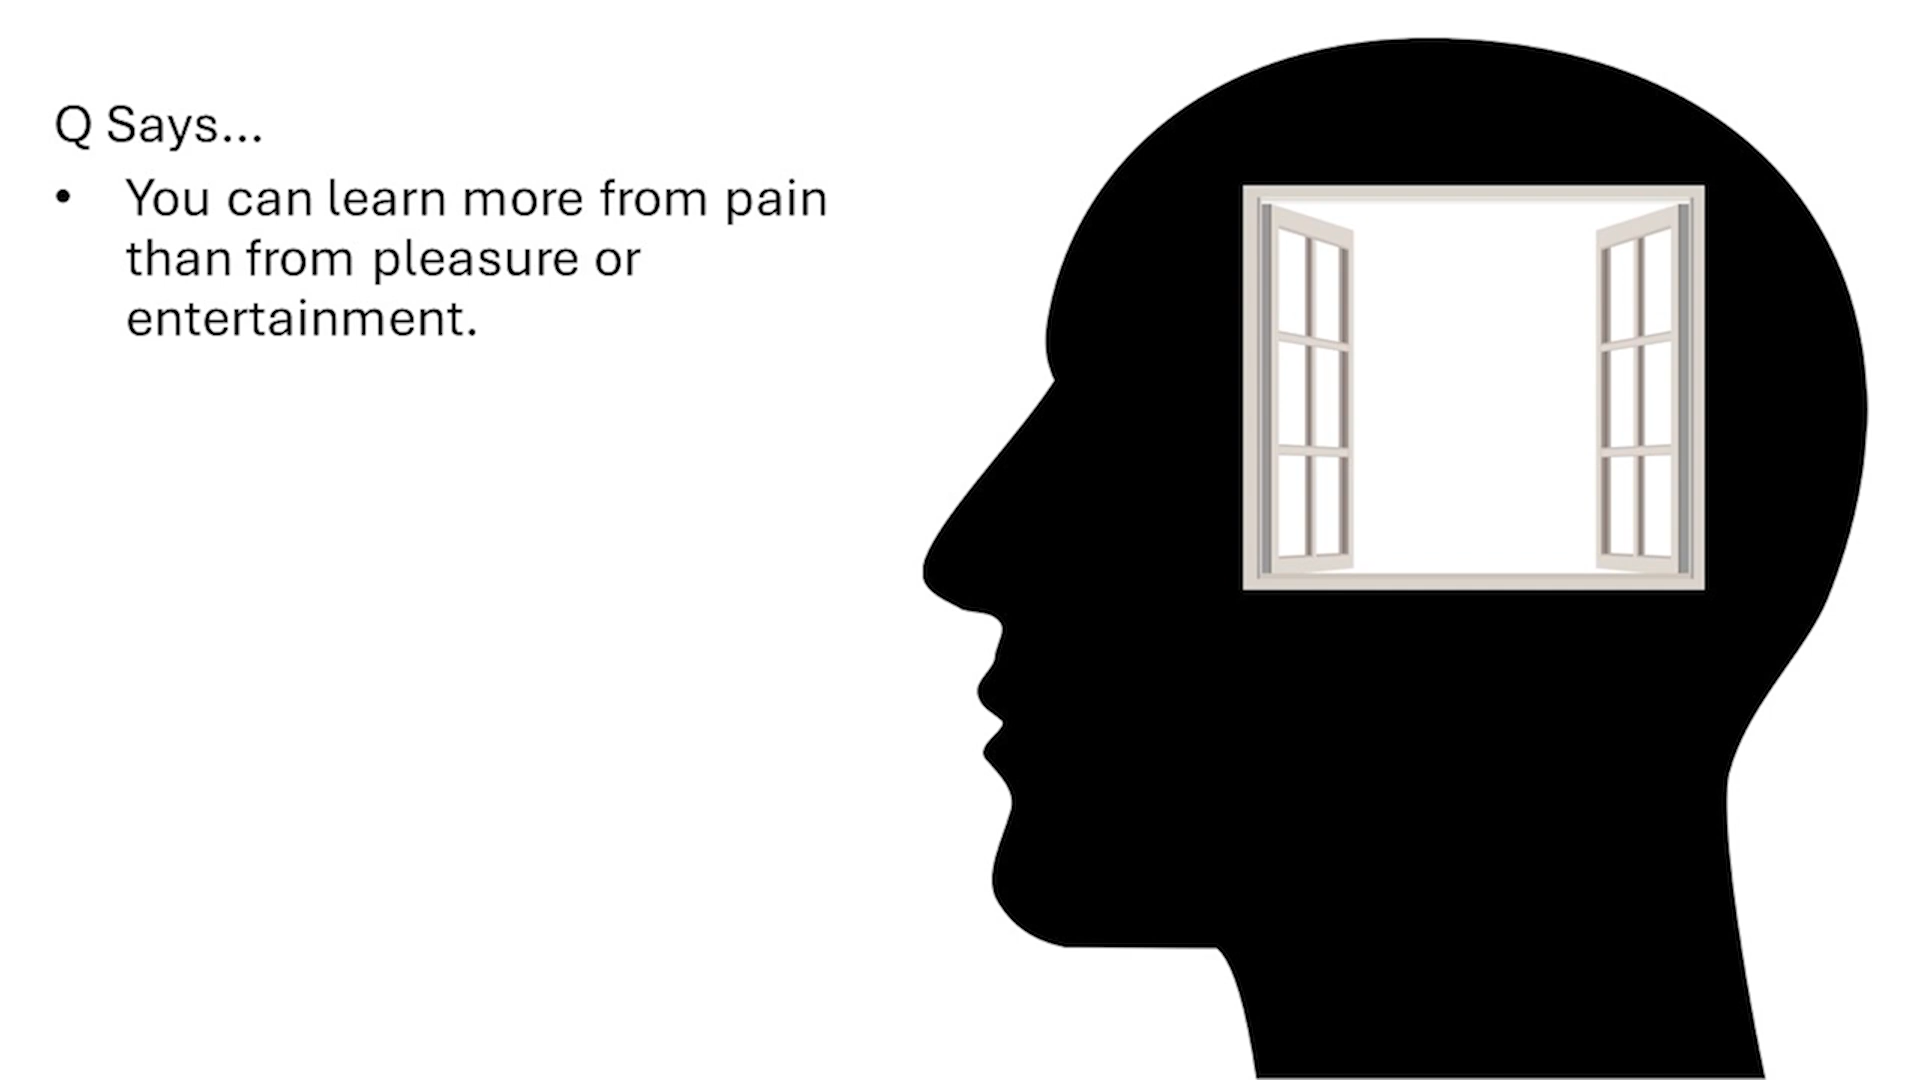 Q Says...
• You can learn more from pain
than from pleasure or
entertainment.